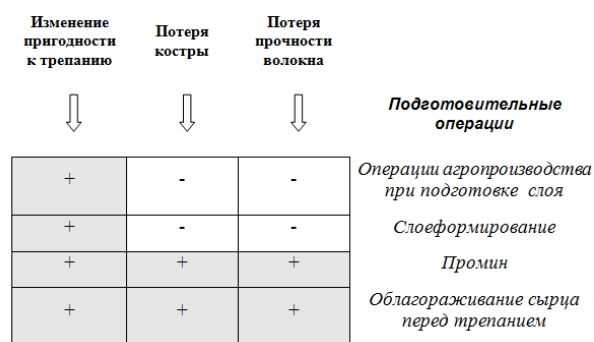 Изменение
пригодности
к трепанию
Потеря
костры
Потеря
прочности
волокна
Подготовительные
операции
+ - - Операции агропроизводства
при подготовке слоя
+ - - Слоеформирование
+ + + Промин
+ + + Облагораживание сырца
перед трепанием